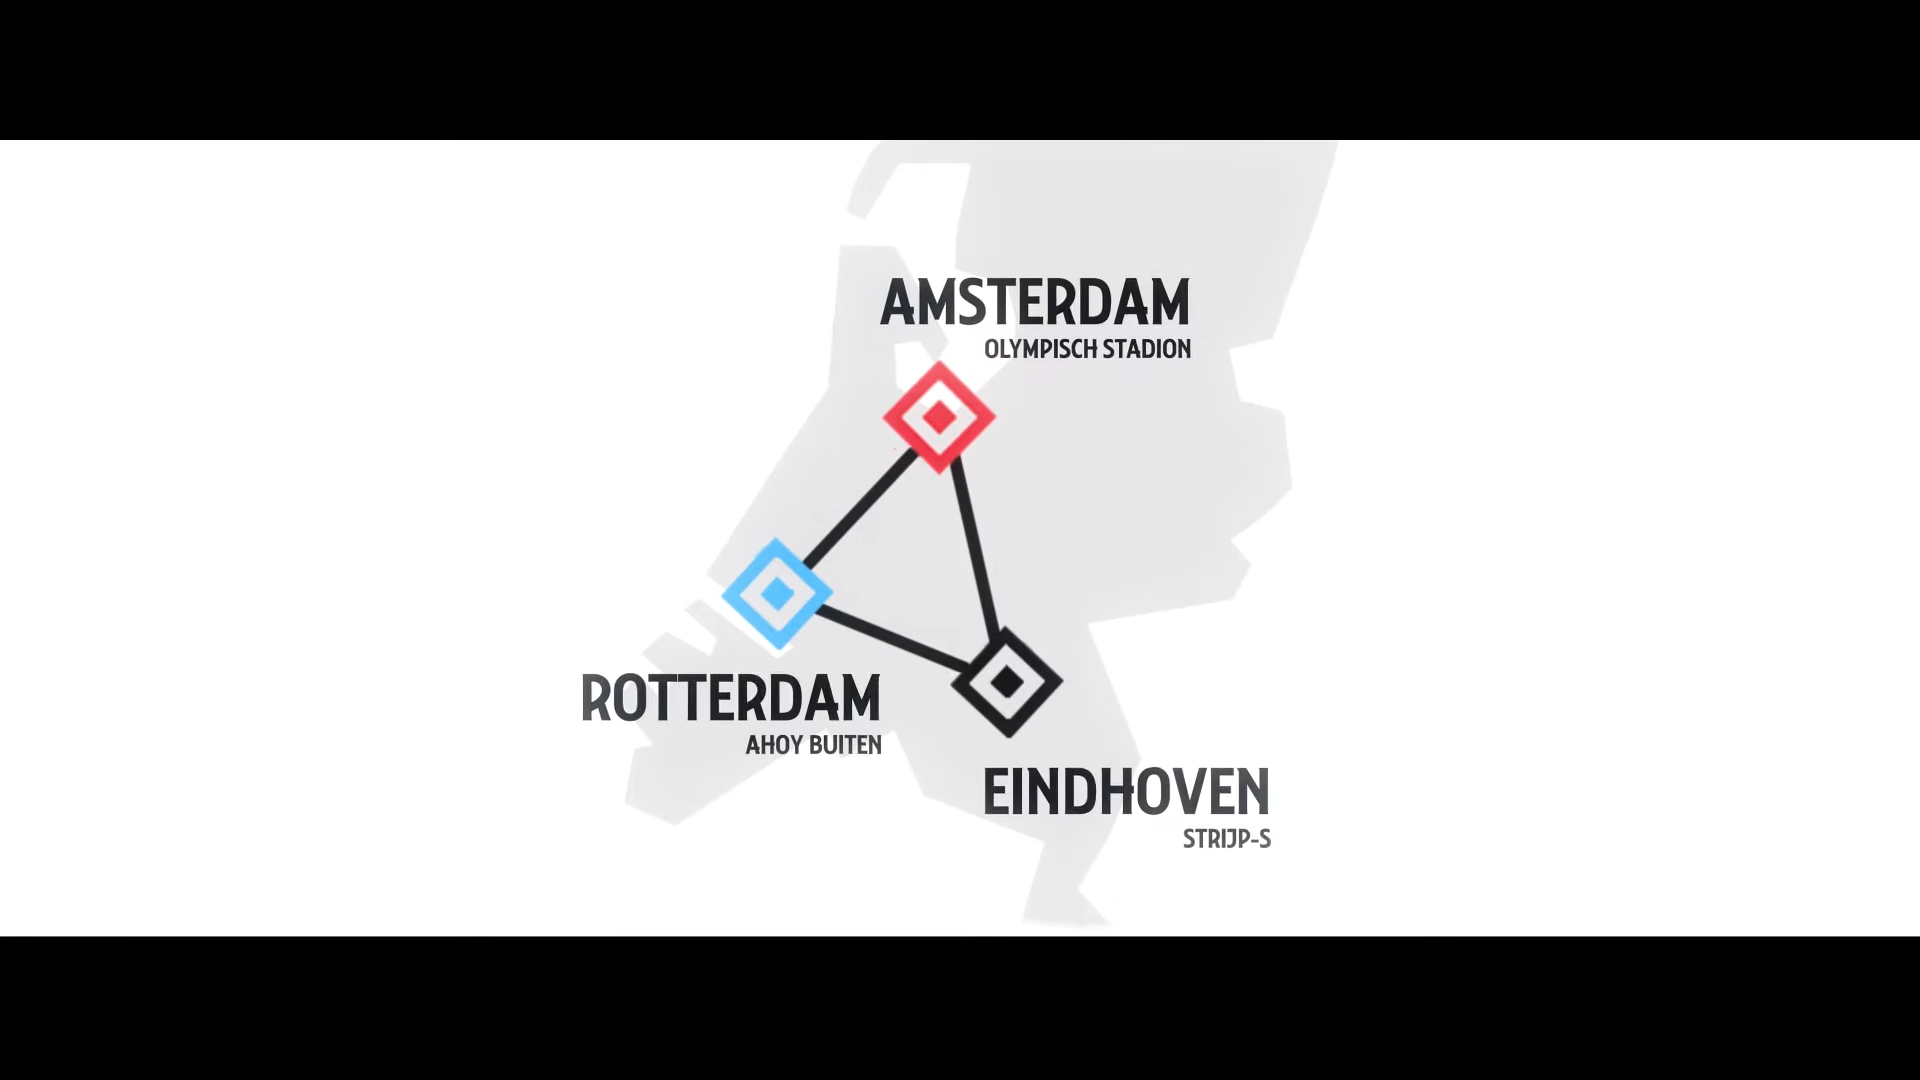 AMSTERDAM
OLYMPISCH STADION
ROTTERDAM
AHOY BUITEN
EINDHOVEN
STRIJP-S